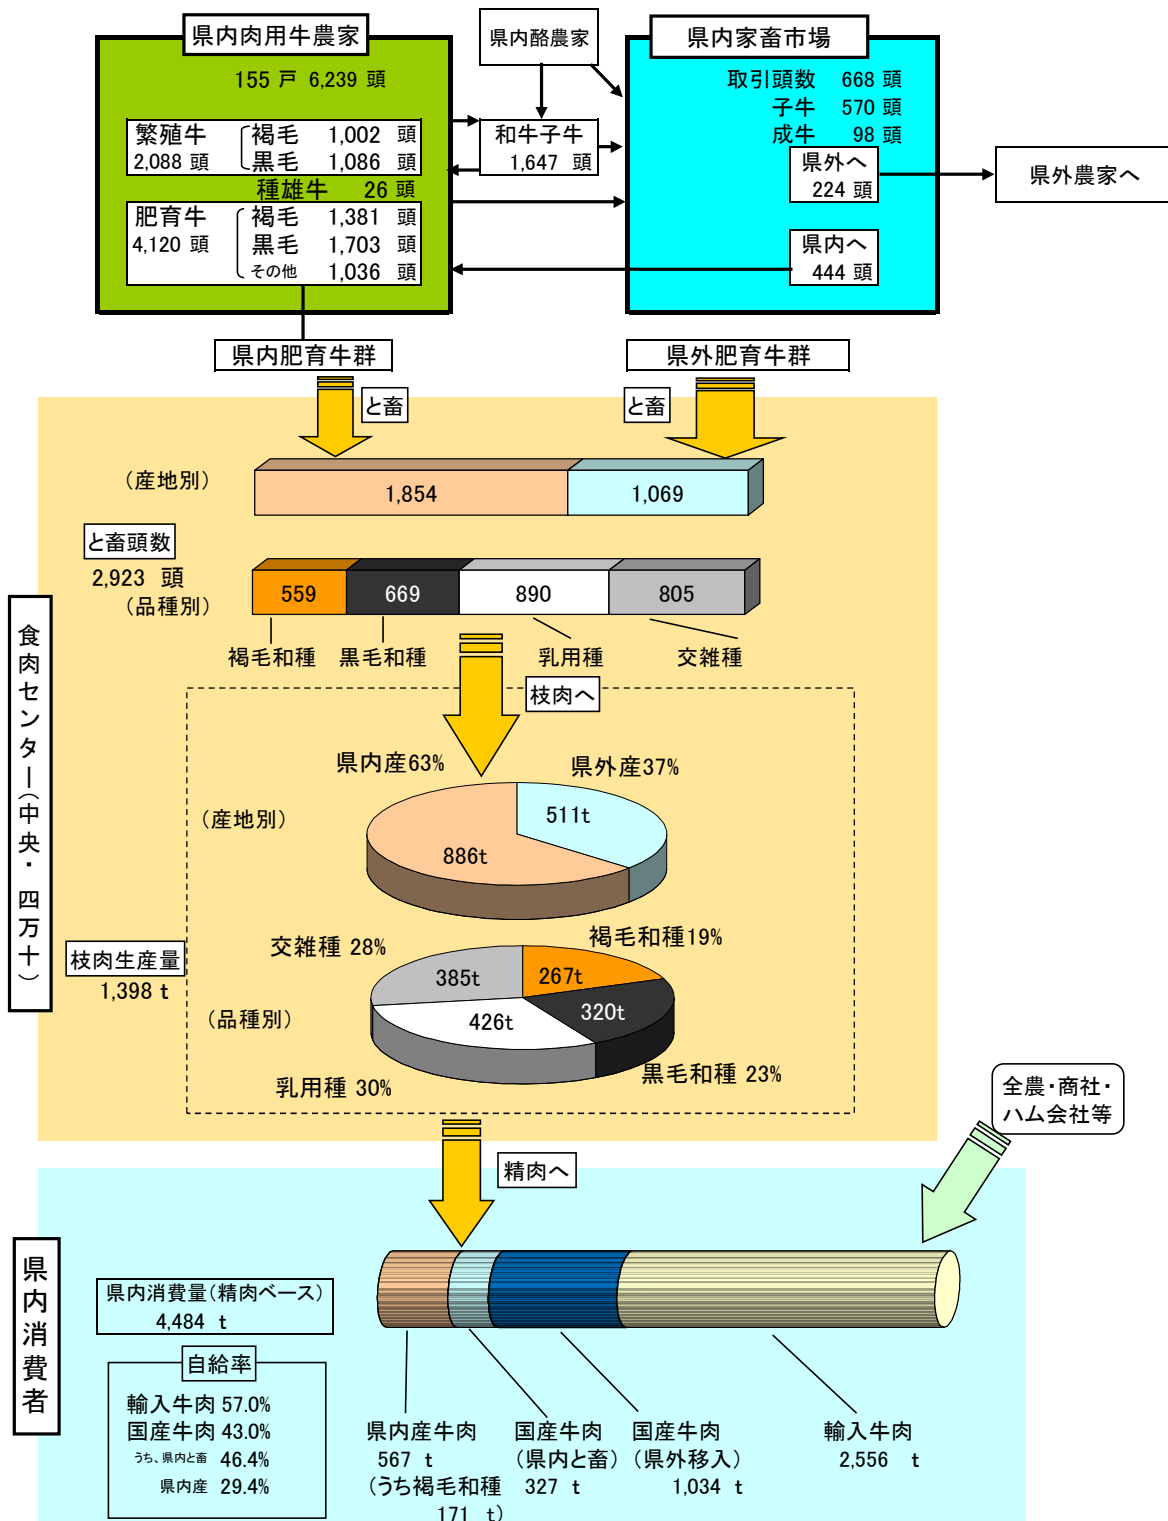 県内肉用牛農家
155 戸 6,239 頭
繁殖牛 褐毛 1,002 頭
2,088 頭 黒毛 1,086 頭
種雄牛 26 頭
肥育牛 褐毛 1,381 頭
4,120 頭 黒毛 1,703 頭
その他 1,036 頭
県内酪農家
和牛子牛
1,647 頭
県内家畜市場
取引頭数 668 頭
子牛 570 頭
成牛 98 頭
県外へ
224 頭
県内へ
444 頭
県外農家へ
県内肥育牛群
県外肥育牛群
と畜
と畜
(産地別)
1,854
1,069
と畜頭数
2,923 頭
(品種別)
559
669
890
805
褐毛和種
黒毛和種
乳用種
交雑種
食肉センター(中央・四万十)
枝肉へ
県内産63%
県外産37%
(産地別)
511t
886t
枝肉生産量
1,398 t
交雑種 28%
褐毛和種19%
385t
267t
(品種別)
426t
320t
乳用種 30%
黒毛和種 23%
全農・商社・
ハム会社等
精肉へ
県内消費者
県内消費量(精肉ベース)
4,484 t
自給率
輸入牛肉 57.0%
国産牛肉 43.0%
うち、県内と畜 46.4%
県内産 29.4%
県内産牛肉
567 t
(うち褐毛和種
171 t)
国産牛肉
(県内と畜)
327 t
国産牛肉
(県外移入)
1,034 t
輸入牛肉
2,556 t